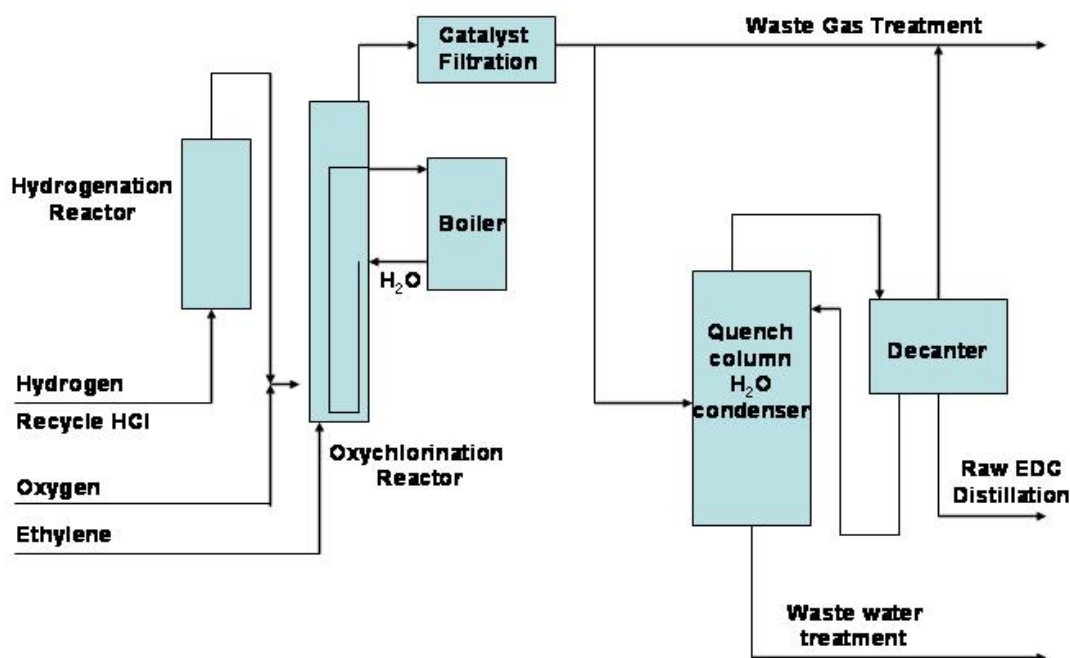 Waste Gas Treatment
Catalyst
Filtration
Hydrogenation
Reactor
Boiler
H₂O
Quench
column
H₂O
condenser
Decanter
Hydrogen
Recycle HCl
Oxychlorination
Reactor
Oxygen
Ethylene
Raw EDC
Distillation
Waste water
treatment